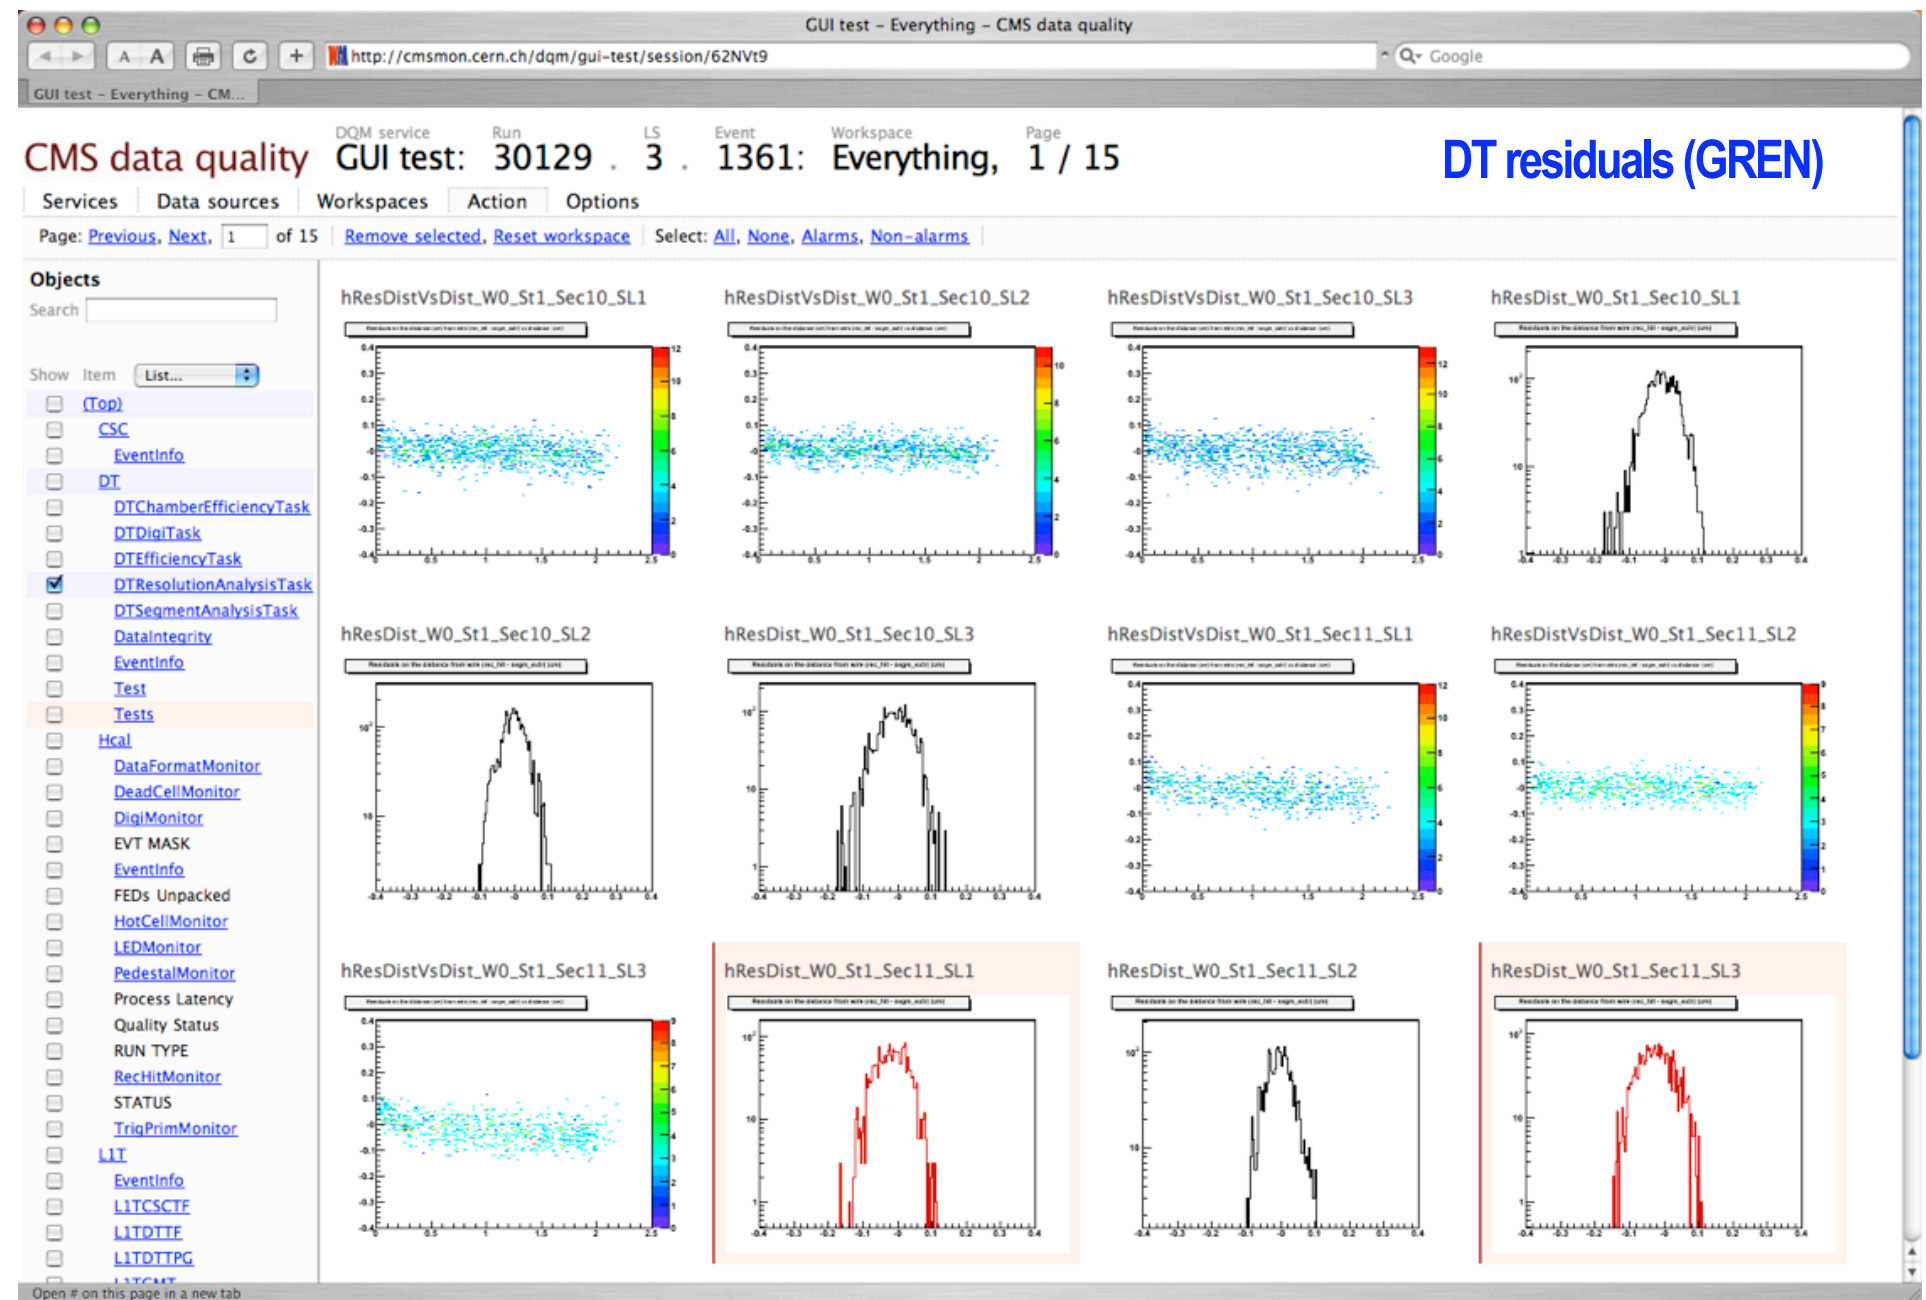 GUI test – Everything – CMS data quality
A A + http://cmsmon.cern.ch/dqm/gui-test/session/62NVt9 Google
GUI test – Everything – CM...
DQM service Run LS Event Workspace Page
CMS data quality GUI test: 30129 . 3 . 1361: Everything, 1 / 15
DT residuals (GREN)
Services Data sources Workspaces Action Options
Page: Previous, Next, 1 of 15 Remove selected, Reset workspace Select: All, None, Alarms, Non-alarms
Objects
Search
Show Item List...
(Top)
CSC
EventInfo
DT
DTChamberEfficiencyTask
DTDigiTask
DTEfficiencyTask
DTResolutionAnalysisTask
DTSegmentAnalysisTask
DataIntegrity
EventInfo
Test
Tests
Hcal
DataFormatMonitor
DeadCellMonitor
DigiMonitor
EVT MASK
EventInfo
FEDs Unpacked
HotCellMonitor
LEDMonitor
PedestalMonitor
Process Latency
Quality Status
RUN TYPE
RecHitMonitor
STATUS
TrigPrimMonitor
L1T
EventInfo
L1TCSCTF
L1TDTTF
L1TDTTPG
L1TGMT
hResDistVsDist_W0_St1_Sec10_SL1
hResDistVsDist_W0_St1_Sec10_SL2
hResDistVsDist_W0_St1_Sec10_SL3
hResDist_W0_St1_Sec10_SL1
hResDist_W0_St1_Sec10_SL2
hResDist_W0_St1_Sec10_SL3
hResDistVsDist_W0_St1_Sec11_SL1
hResDistVsDist_W0_St1_Sec11_SL2
hResDistVsDist_W0_St1_Sec11_SL3
hResDist_W0_St1_Sec11_SL1
hResDist_W0_St1_Sec11_SL2
hResDist_W0_St1_Sec11_SL3
Open # on this page in a new tab